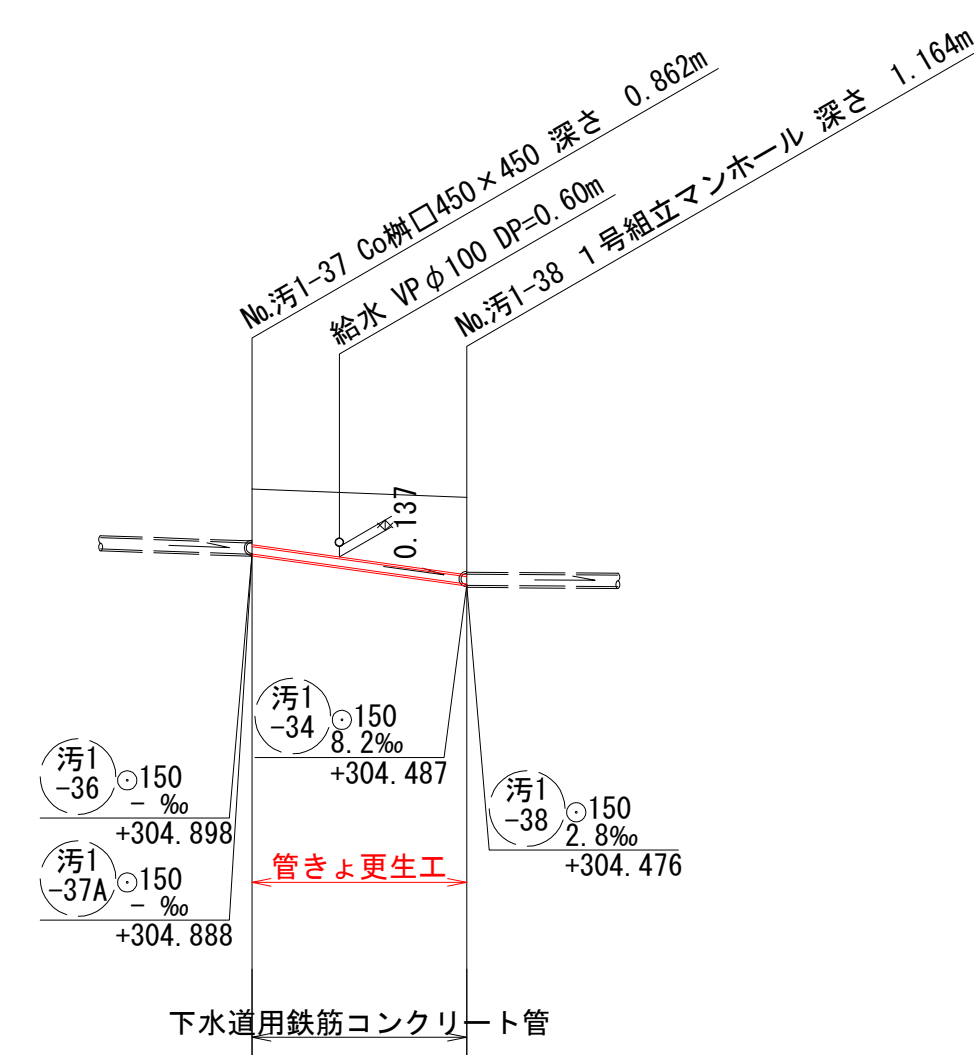 No.汚1-37 Co桝□450×450 深さ 0.862m
給水 VPφ100 DP=0.60m
No.汚1-38 1号組立マンホール 深さ 1.164m
0.137
汚1
-34
150
8.2‰
+304.487
汚1
-36
150
- ‰
+304.898
汚1
-37A
150
- ‰
+304.888
汚1
-38
150
2.8‰
+304.476
管きょ更生工
下水道用鉄筋コンクリート管